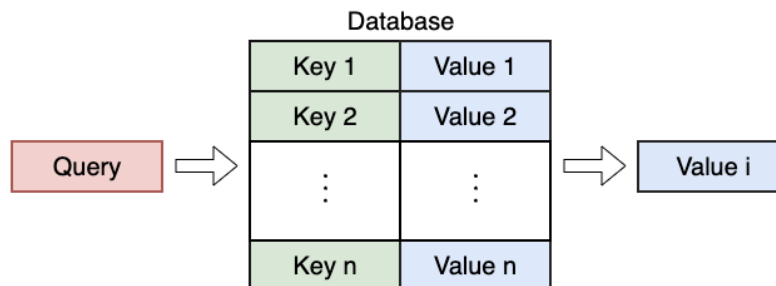 Database
Key 1 Value 1
Key 2 Value 2
Query
Value i
⋮ ⋮
Key n Value n